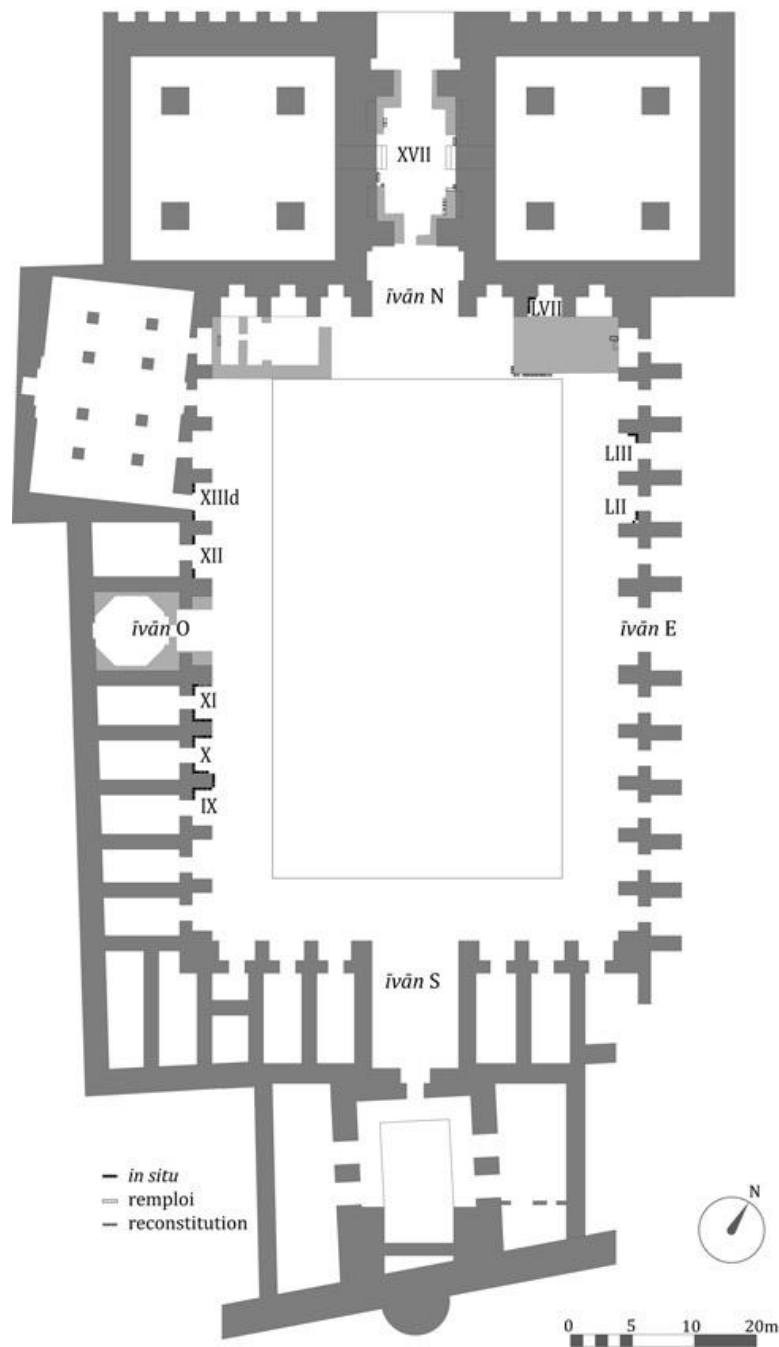 XVII
īvān N
LVII
LIII
XIIId
LII
XII
īvān O
īvān E
XI
X
IX
īvān S
in situ
remploi
reconstitution
N
0 5 10 20m